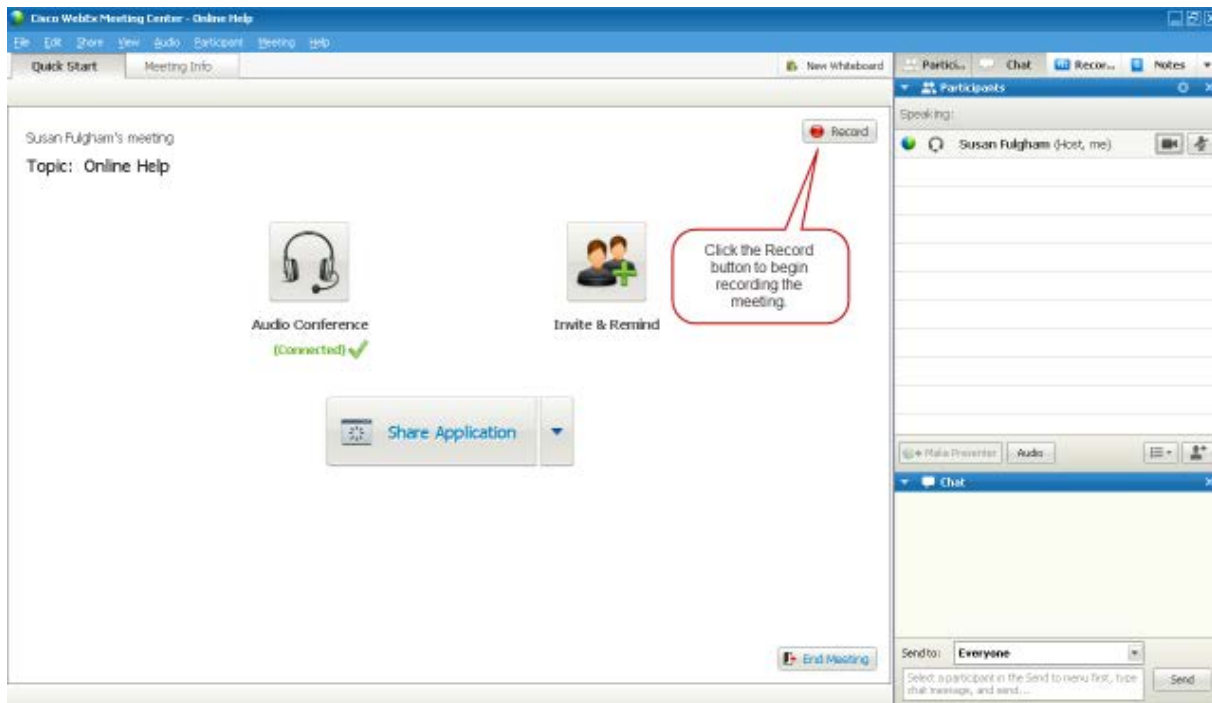 Cisco WebEx Meeting Center - Online Help
File Edit Share View Audio Participant Meeting Help
Quick Start Meeting Info New Whiteboard
Partici... Chat Recor... Notes
Participants
Speaking:
Susan Fulgham (Host, me)
Susan Fulgham's meeting
Record
Topic: Online Help
Click the Record
button to begin
recording the
meeting.
Audio Conference
(Connected)
Invite & Remind
Share Application
Make Presenter Audio
Chat
End Meeting
Send to: Everyone
Select a participant in the Send to menu first, type
chat message, and send...
Send